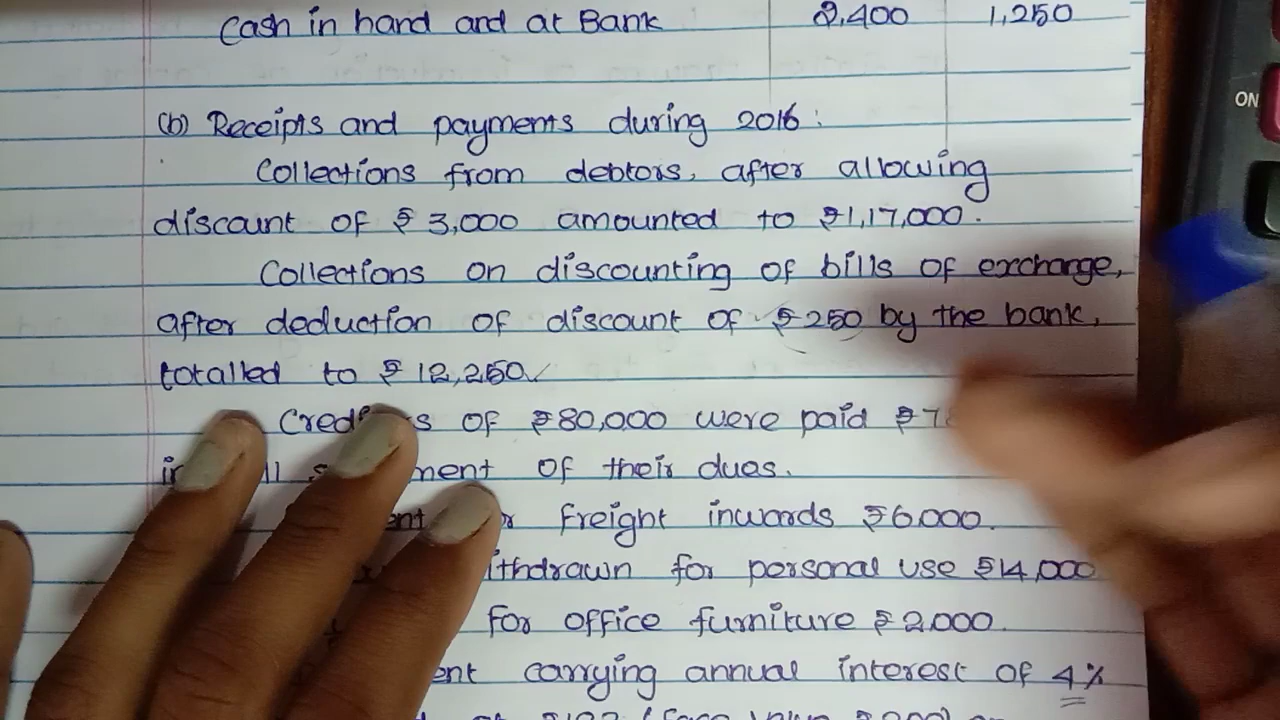 Cash in hand and at Bank 2,400 1,250
(b) Receipts and payments during 2016:
Collections from debtors, after allowing
discount of ₹ 3,000 amounted to ₹1,17,000.
Collections on discounting of bills of exchange,
after deduction of discount of ₹ 250 by the bank,
totalled to ₹ 12,250
of ₹80,000 were paid
of their dues.
Freight inwards ₹6,000.
for personal use ₹14,000
For office furniture ₹2,000
carrying annual interest of 4%
ON